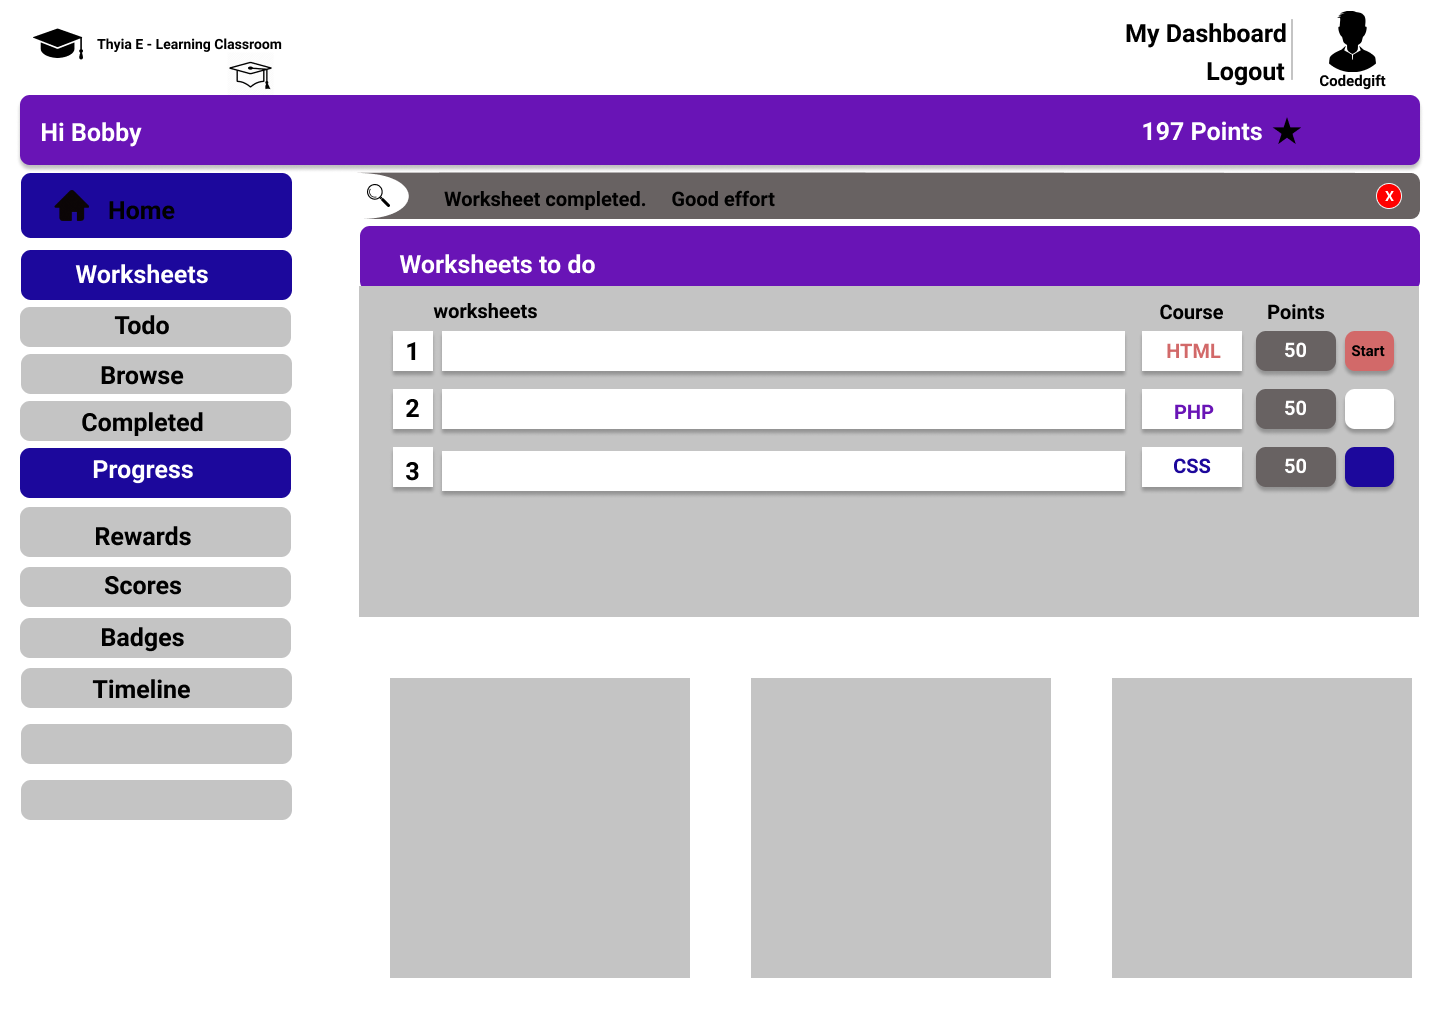 Thyia E - Learning Classroom
My Dashboard
Logout
Codedgift
Hi Bobby
197 Points
Home
Worksheets
Todo
Browse
Completed
Progress
Rewards
Scores
Badges
Timeline
Worksheet completed. Good effort
X
Worksheets to do
worksheets Course Points
1 HTML 50 Start
2 PHP 50
3 CSS 50